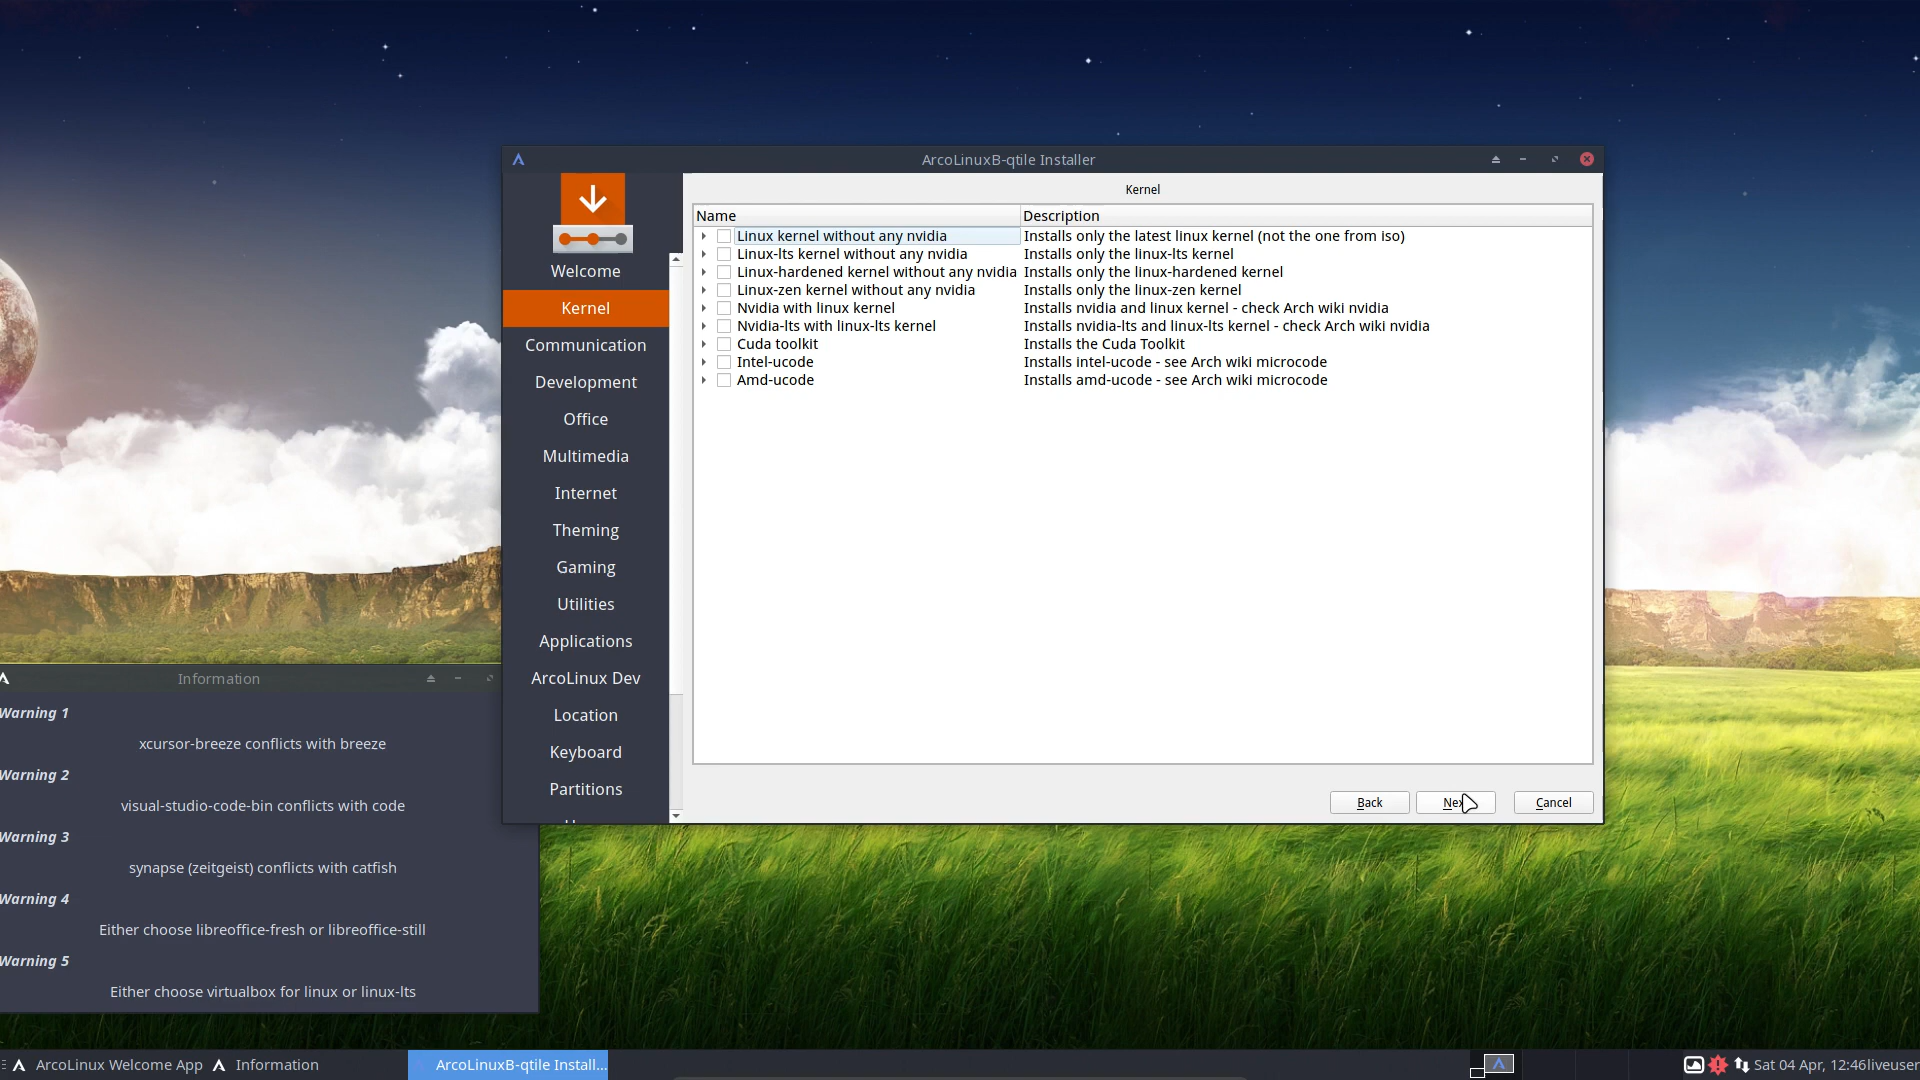 ArcoLinuxB-qtile Installer
Welcome
Kernel
Communication
Development
Office
Multimedia
Internet
Theming
Gaming
Utilities
Applications
ArcoLinux Dev
Location
Keyboard
Partitions
Kernel
Name Description
Linux kernel without any nvidia Installs only the latest linux kernel (not the one from iso)
Linux-lts kernel without any nvidia Installs only the linux-lts kernel
Linux-hardened kernel without any nvidia Installs only the linux-hardened kernel
Linux-zen kernel without any nvidia Installs only the linux-zen kernel
Nvidia with linux kernel Installs nvidia and linux kernel - check Arch wiki nvidia
Nvidia-lts with linux-lts kernel Installs nvidia-lts and linux-lts kernel - check Arch wiki nvidia
Cuda toolkit Installs the Cuda Toolkit
Intel-ucode Installs intel-ucode - see Arch wiki microcode
Amd-ucode Installs amd-ucode - see Arch wiki microcode
Back Next Cancel
Information
Warning 1
xcursor-breeze conflicts with breeze
Warning 2
visual-studio-code-bin conflicts with code
Warning 3
synapse (zeitgeist) conflicts with catfish
Warning 4
Either choose libreoffice-fresh or libreoffice-still
Warning 5
Either choose virtualbox for linux or linux-lts
ArcoLinux Welcome App Information ArcoLinuxB-qtile Install... Sat 04 Apr, 12:46 liveuser